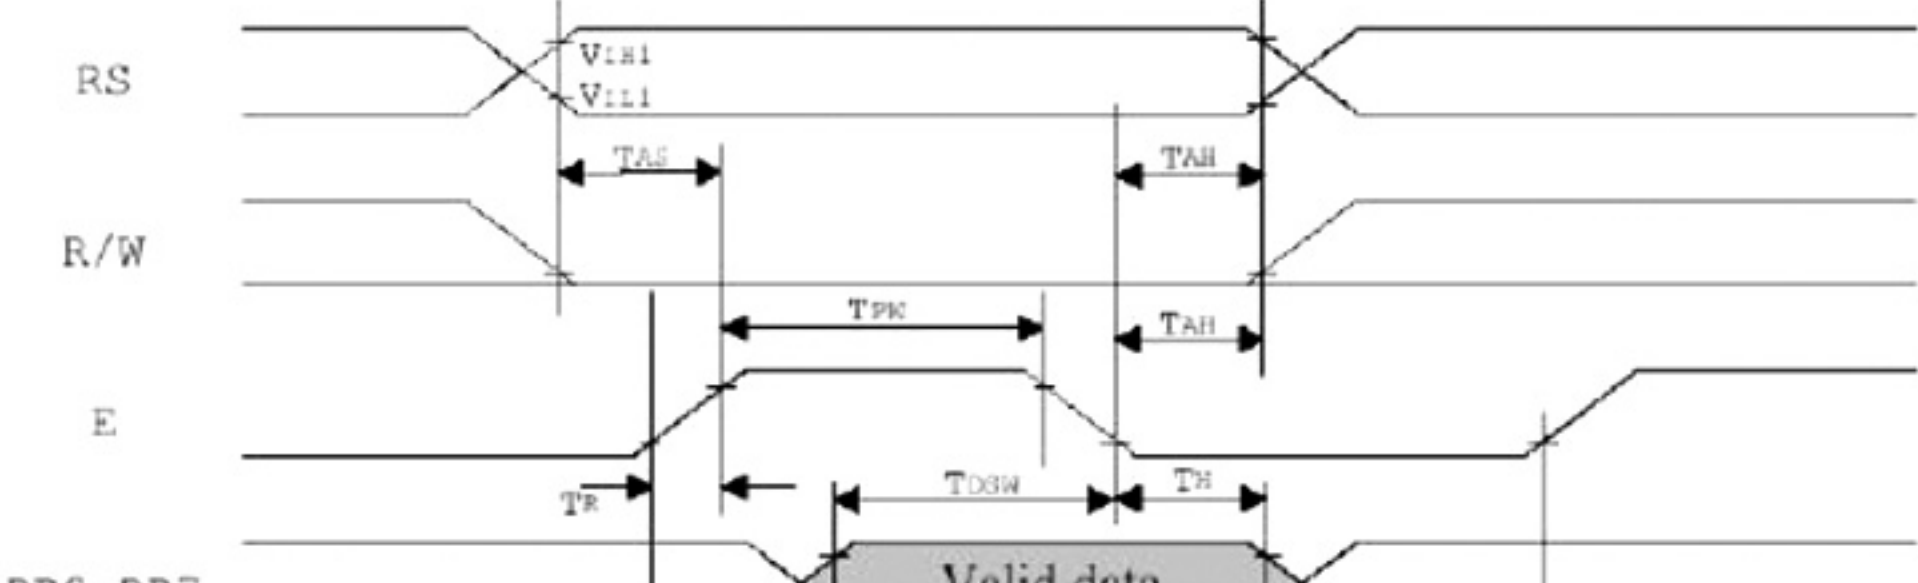 RS
VIH1
VIL1
TAS
TAH
R/W
TPW
TAH
E
TR
TDSW
TH
Valid data